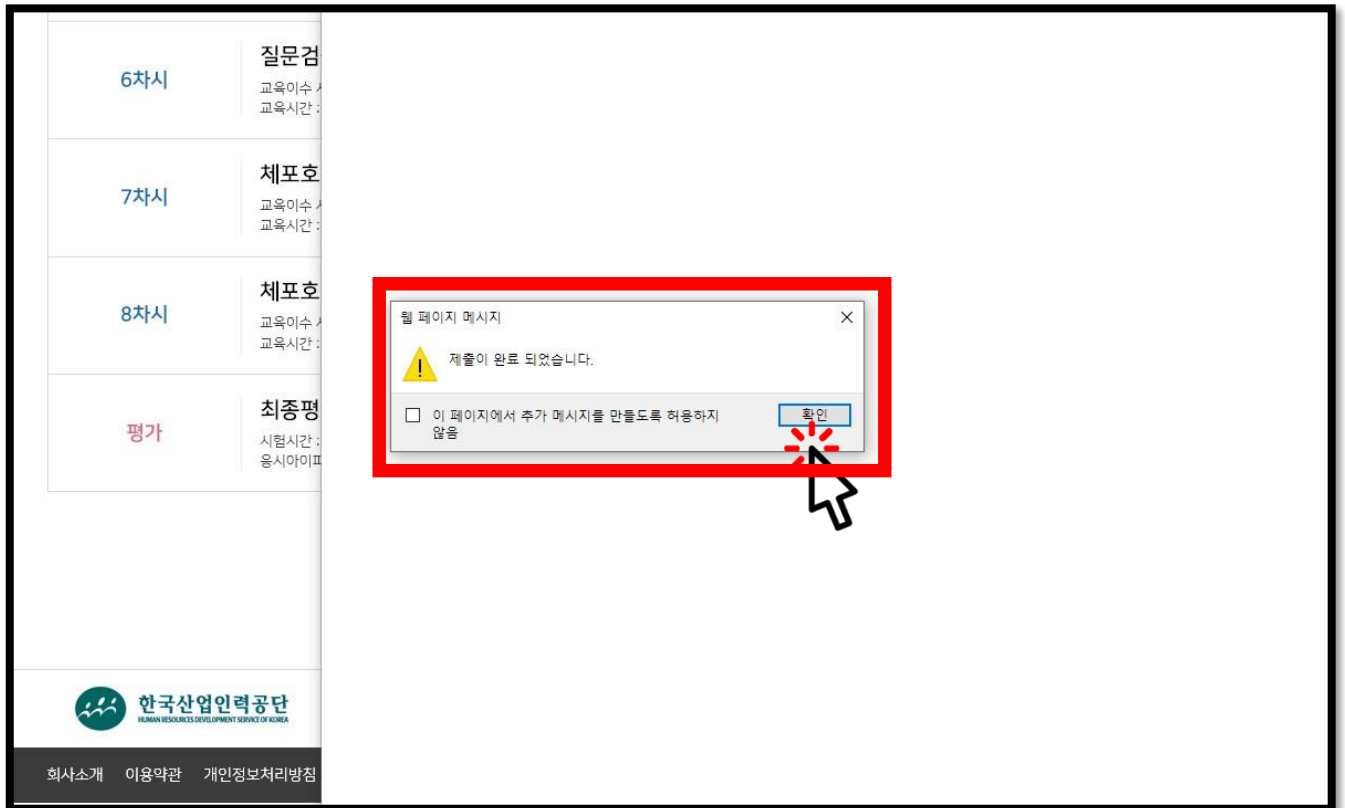 6차시
질문검
교육이수
교육시간 :
7차시
체포호
교육이수
교육시간 :
8차시
체포호
교육이수
교육시간 :
평가
최종평
시험시간 :
응시아이피
웹 페이지 메시지
제출이 완료 되었습니다.
이 페이지에서 추가 메시지를 만들도록 허용하지
않음
확인
한국산업인력공단
HUMAN RESOURCES DEVELOPMENT SERVICE OF KOREA
회사소개 이용약관 개인정보처리방침